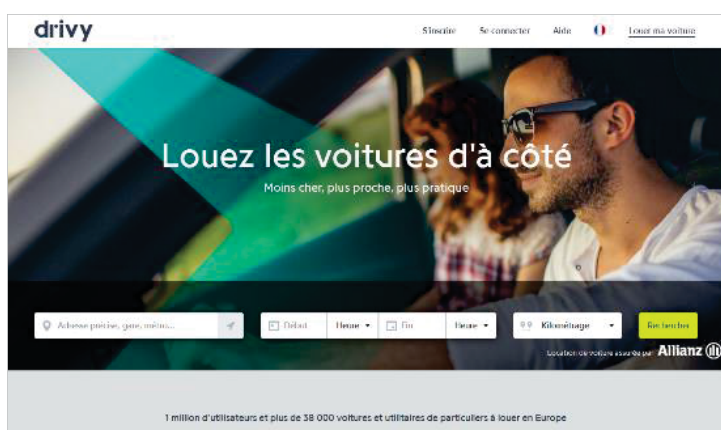 drivy
S'inscrire Se connecter Aide Louer ma voiture
Louez les voitures d'à côté
Moins cher, plus proche, plus pratique
Adresse précise, gare, métro... Début Heure Fin Heure Kilométrage Rechercher
Location de voiture assurée par Allianz
1 million d'utilisateurs et plus de 38 000 voitures et utilitaires de particuliers à louer en Europe